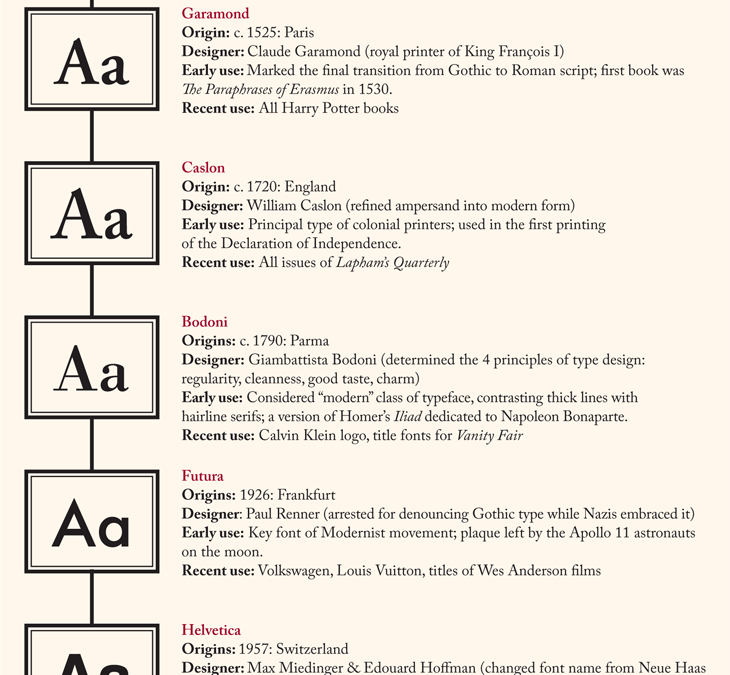 Garamond
Origin: c. 1525: Paris
Aa
Designer: Claude Garamond (royal printer of King François I)
Early use: Marked the final transition from Gothic to Roman script; first book was
The Paraphrases of Erasmus in 1530.
Recent use: All Harry Potter books
Caslon
Origin: c. 1720: England
Aa
Designer: William Caslon (refined ampersand into modern form)
Early use: Principal type of colonial printers; used in the first printing
of the Declaration of Independence.
Recent use: All issues of Lapham's Quarterly
Bodoni
Origins: c. 1790: Parma
Aa
Designer: Giambattista Bodoni (determined the 4 principles of type design:
regularity, cleanness, good taste, charm)
Early use: Considered “modern” class of typeface, contrasting thick lines with
hairline serifs; a version of Homer's Iliad dedicated to Napoleon Bonaparte.
Recent use: Calvin Klein logo, title fonts for Vanity Fair
Futura
Origins: 1926: Frankfurt
Aa
Designer: Paul Renner (arrested for denouncing Gothic type while Nazis embraced it)
Early use: Key font of Modernist movement; plaque left by the Apollo 11 astronauts
on the moon.
Recent use: Volkswagen, Louis Vuitton, titles of Wes Anderson films
Helvetica
Origins: 1957: Switzerland
Aa
Designer: Max Miedinger & Edouard Hoffman (changed font name from Neue Haas